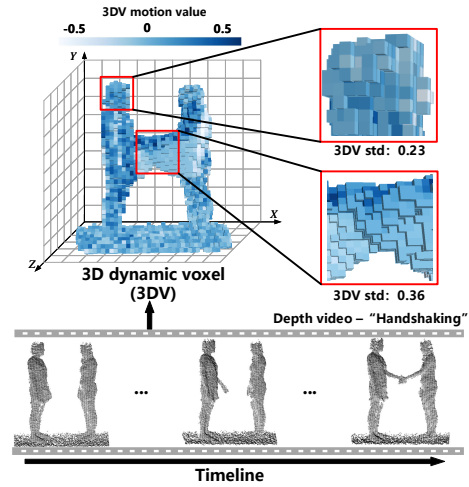 3DV motion value
-0.5 0 0.5
Y
X
Z
3DV std: 0.23
3DV std: 0.36
3D dynamic voxel
(3DV)
Depth video – “Handshaking”
... ...
Timeline